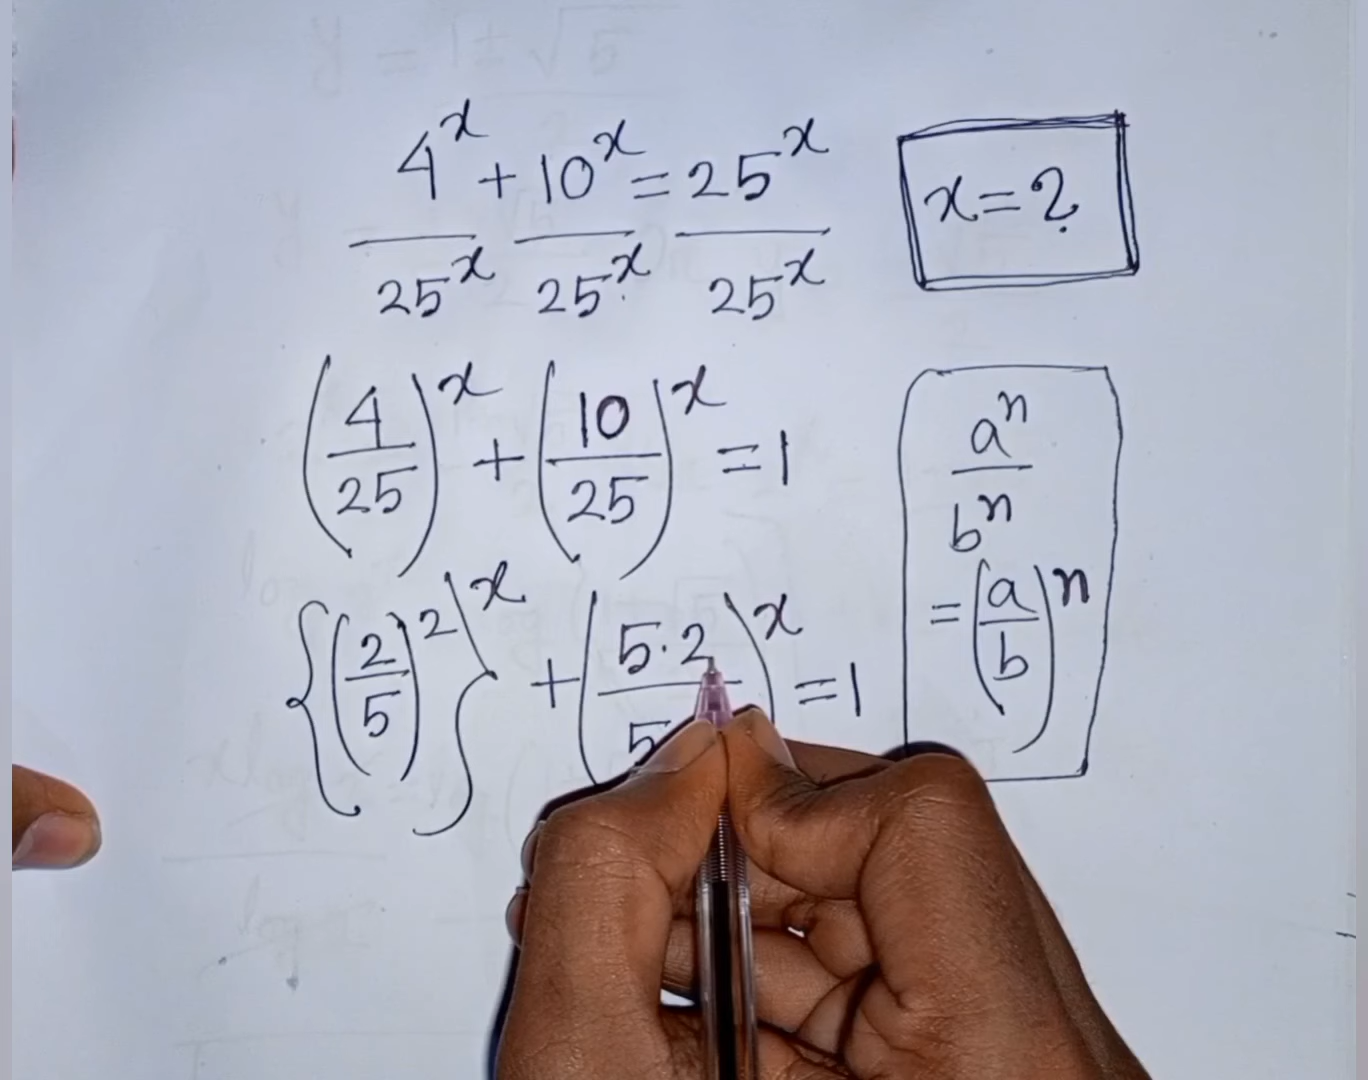 4^x + 10^x = 25^x
25^x 25^x 25^x
x = ?
(4/25)^x + (10/25)^x = 1
{(2/5)^2}^x + (5·2/5)^x = 1
a^n
b^n
= (a/b)^n